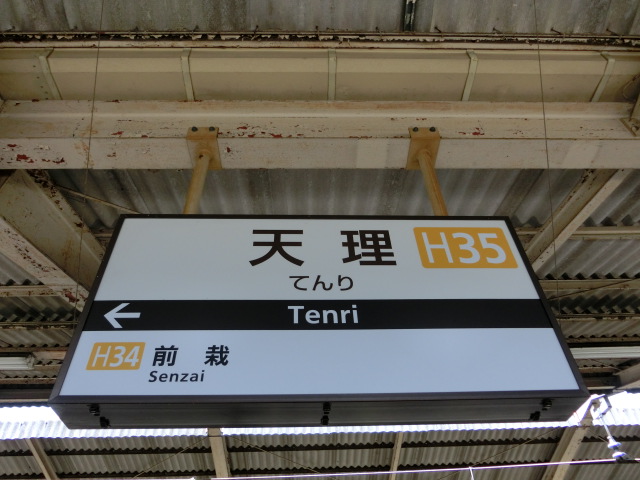 天理 H35
てんり
← Tenri
H34 前栽
Senzai